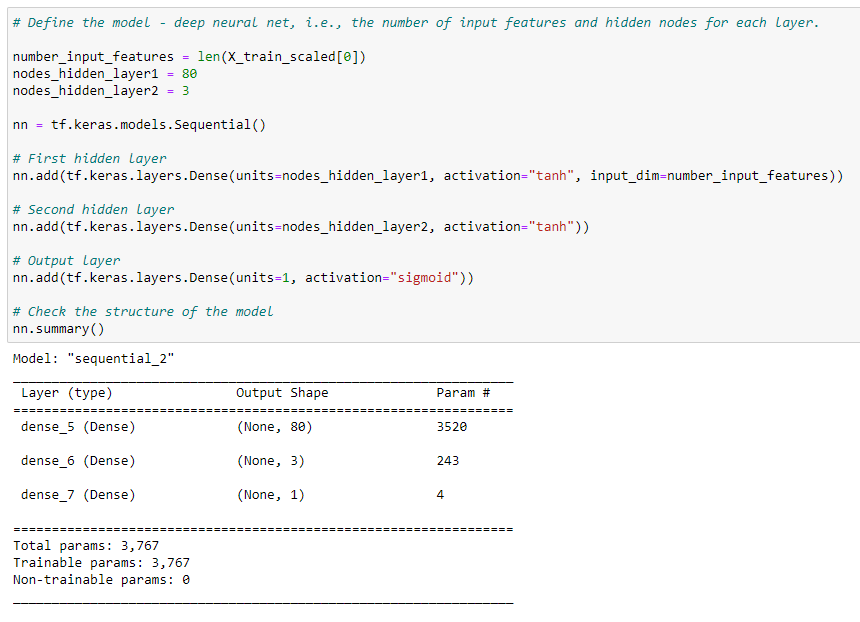 # Define the model - deep neural net, i.e., the number of input features and hidden nodes for each layer.
number_input_features = len(X_train_scaled[0])
nodes_hidden_layer1 = 80
nodes_hidden_layer2 = 3
nn = tf.keras.models.Sequential()
# First hidden layer
nn.add(tf.keras.layers.Dense(units=nodes_hidden_layer1, activation="tanh", input_dim=number_input_features))
# Second hidden layer
nn.add(tf.keras.layers.Dense(units=nodes_hidden_layer2, activation="tanh"))
# Output layer
nn.add(tf.keras.layers.Dense(units=1, activation="sigmoid"))
# Check the structure of the model
nn.summary()
Model: "sequential_2"
_________________________________________________________________
Layer (type) Output Shape Param #
=================================================================
dense_5 (Dense) (None, 80) 3520
dense_6 (Dense) (None, 3) 243
dense_7 (Dense) (None, 1) 4
=================================================================
Total params: 3,767
Trainable params: 3,767
Non-trainable params: 0
_________________________________________________________________